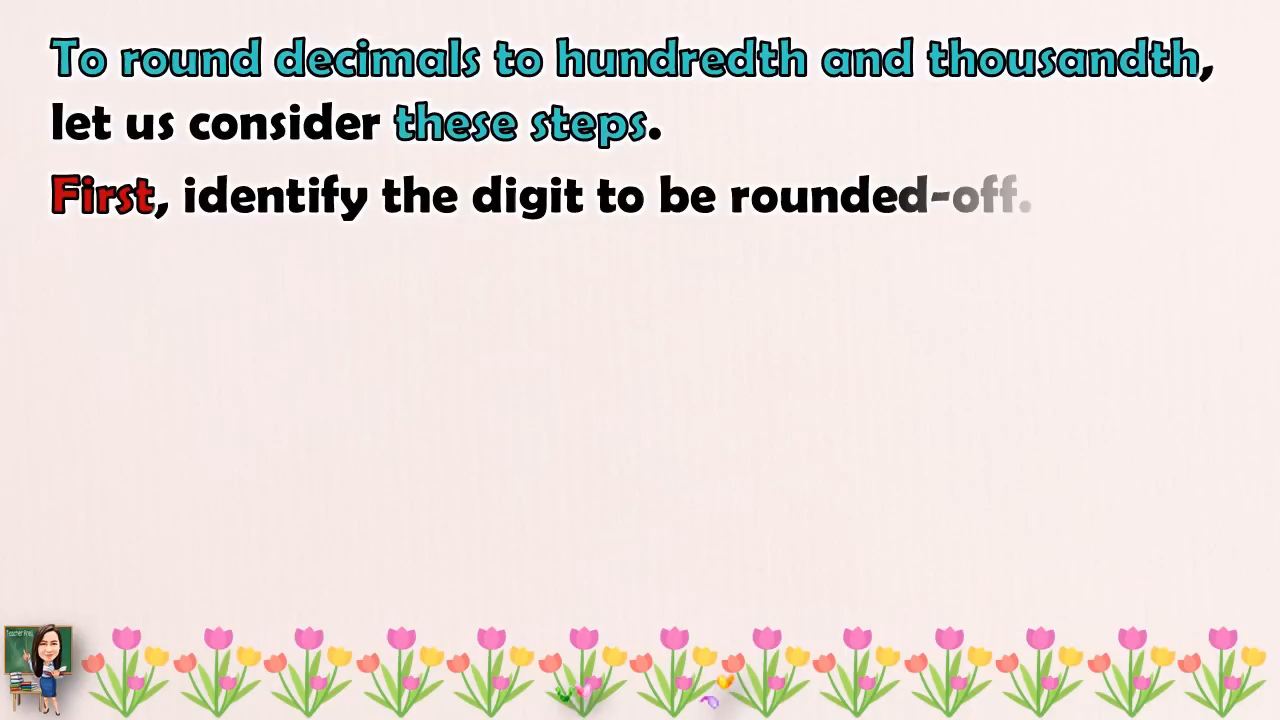 To round decimals to hundredth and thousandth,
let us consider these steps.
First, identify the digit to be rounded-off.